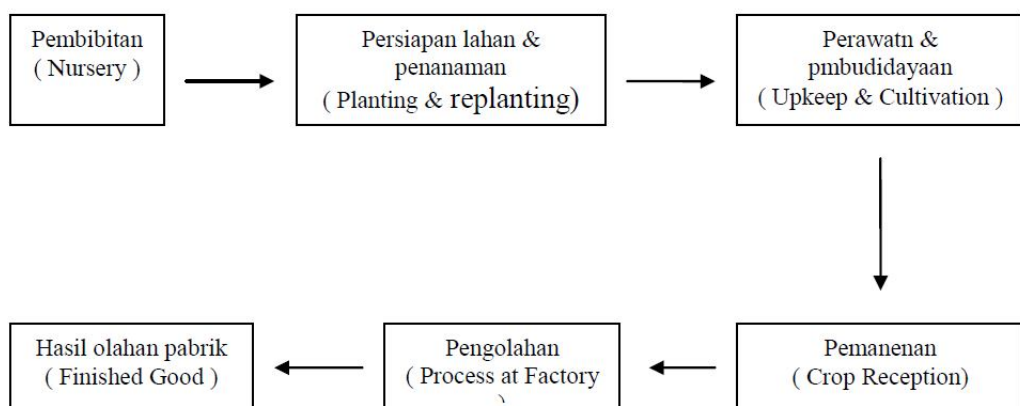 Pembibitan
( Nursery )
Persiapan lahan &
penanaman
( Planting & replanting)
Perawatn &
pmbudidayaan
( Upkeep & Cultivation )
Pemanenan
( Crop Reception)
Pengolahan
( Process at Factory
)
Hasil olahan pabrik
( Finished Good )